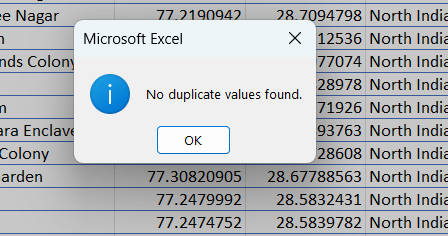 ee Nagar 77.2190942 28.7094798 North India
Microsoft Excel 12536 North India
nds Colony 77074 North India
28978 North India
No duplicate values found.
m 71926 North India
ara Enclave 93763 North India
OK
Colony 28608 North India
arden 77.30820905 28.67788563 North India
77.2479992 28.5832431 North India
77.2474752 28.5839782 North India